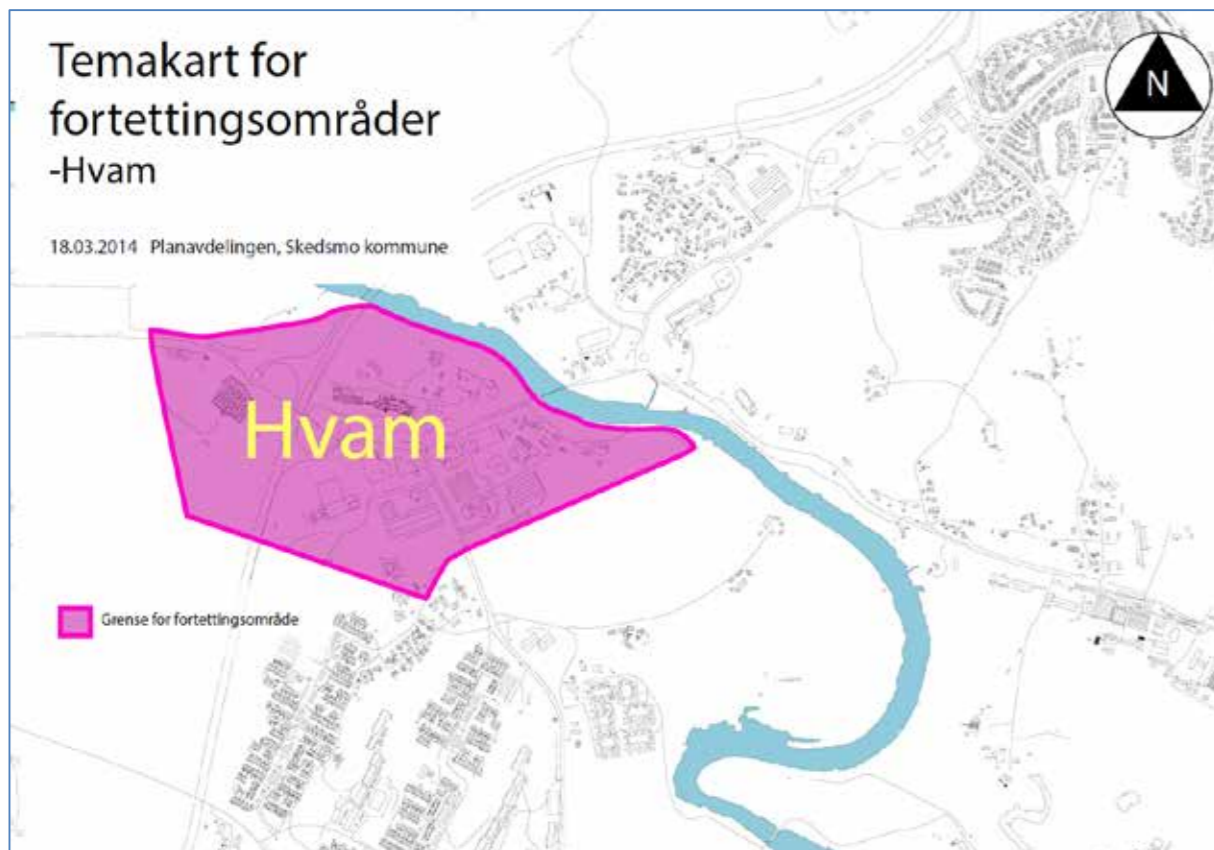 Temakart for
fortettingsområder
-Hvam
18.03.2014 Planavdelingen, Skedsmo kommune
N
Hvam
Grense for fortettingsområde